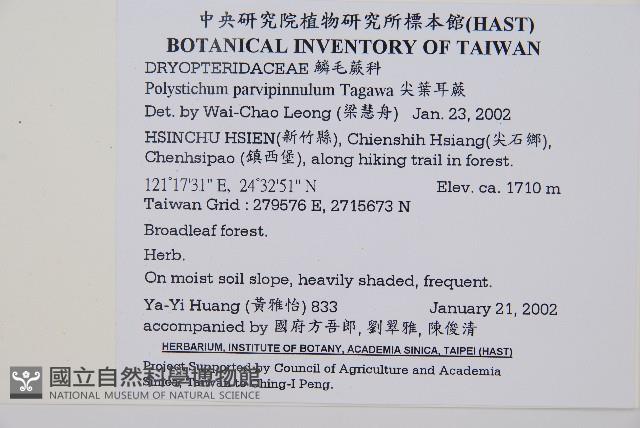 中央研究院植物研究所標本館(HAST)
BOTANICAL INVENTORY OF TAIWAN
DRYOPTERIDACEAE 鱗毛蕨科
Polystichum parvipinnulum Tagawa 尖葉耳蕨
Det. by Wai-Chao Leong (梁慧舟) Jan. 23, 2002
HSINCHU HSIEN(新竹縣), Chienshih Hsiang(尖石鄉),
Chenhsipao (鎮西堡), along hiking trail in forest.
121°17'31" E, 24°32'51" N Elev. ca. 1710 m
Taiwan Grid : 279576 E, 2715673 N
Broadleaf forest.
Herb.
On moist soil slope, heavily shaded, frequent.
Ya-Yi Huang (黃雅怡) 833 January 21, 2002
accompanied by 國府方吾郎, 劉翠雅, 陳俊清
HERBARIUM, INSTITUTE OF BOTANY, ACADEMIA SINICA, TAIPEI (HAST)
Project Supported by Council of Agriculture and Academia
Sinica, Taiwan to Ching-I Peng.
國立自然科學博物館
NATIONAL MUSEUM OF NATURAL SCIENCE